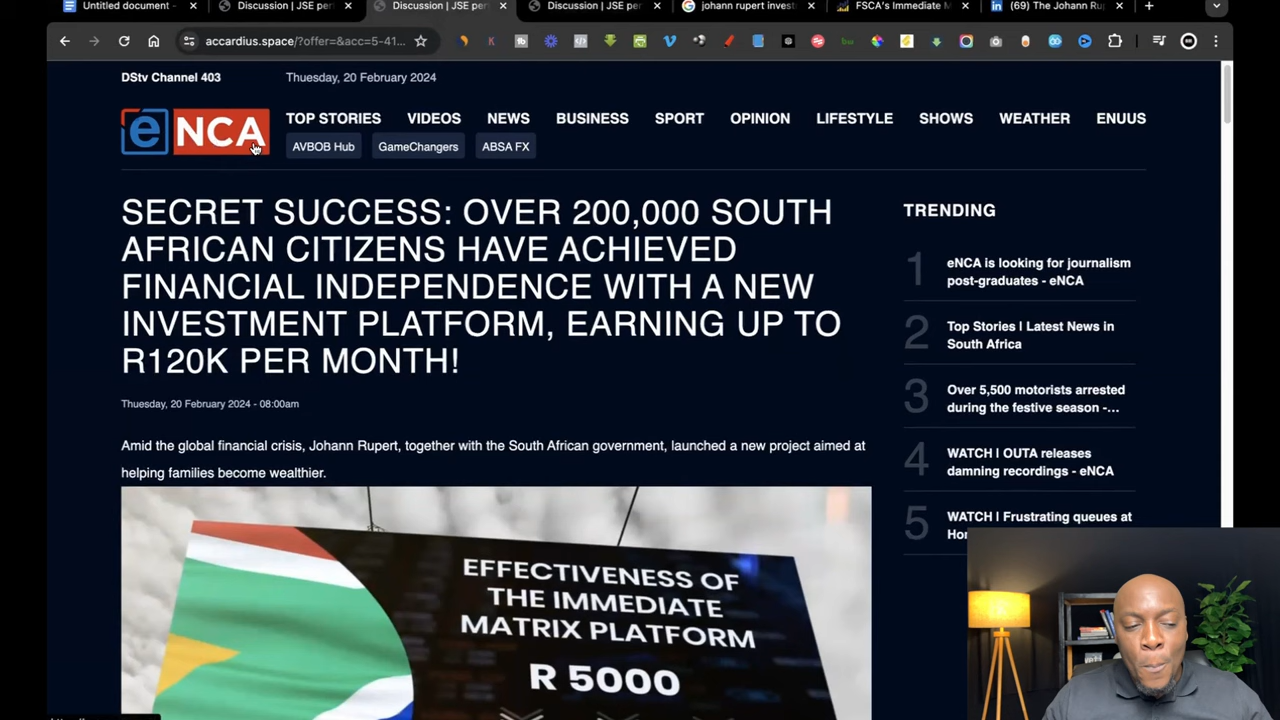 Untitled document -
Discussion | JSE per
Discussion | JSE per
Discussion | JSE per
johann rupert invest
FSCA's Immediate M
(69) The Johann Rup
accardius.space/?offer=&acc=5-41...
DStv Channel 403
Thuesday, 20 February 2024
eNCA
TOP STORIES
VIDEOS
NEWS
BUSINESS
SPORT
OPINION
LIFESTYLE
SHOWS
WEATHER
ENUUS
AVBOB Hub
GameChangers
ABSA FX
SECRET SUCCESS: OVER 200,000 SOUTH
AFRICAN CITIZENS HAVE ACHIEVED
FINANCIAL INDEPENDENCE WITH A NEW
INVESTMENT PLATFORM, EARNING UP TO
R120K PER MONTH!
Thuesday, 20 February 2024 - 08:00am
Amid the global financial crisis, Johann Rupert, together with the South African government, launched a new project aimed at
helping families become wealthier.
EFFECTIVENESS OF
THE IMMEDIATE
MATRIX PLATFORM
R 5000
TRENDING
1
eNCA is looking for journalism
post-graduates - eNCA
2
Top Stories | Latest News in
South Africa
3
Over 5,500 motorists arrested
during the festive season -...
4
WATCH | OUTA releases
damning recordings - eNCA
5
WATCH | Frustrating queues at